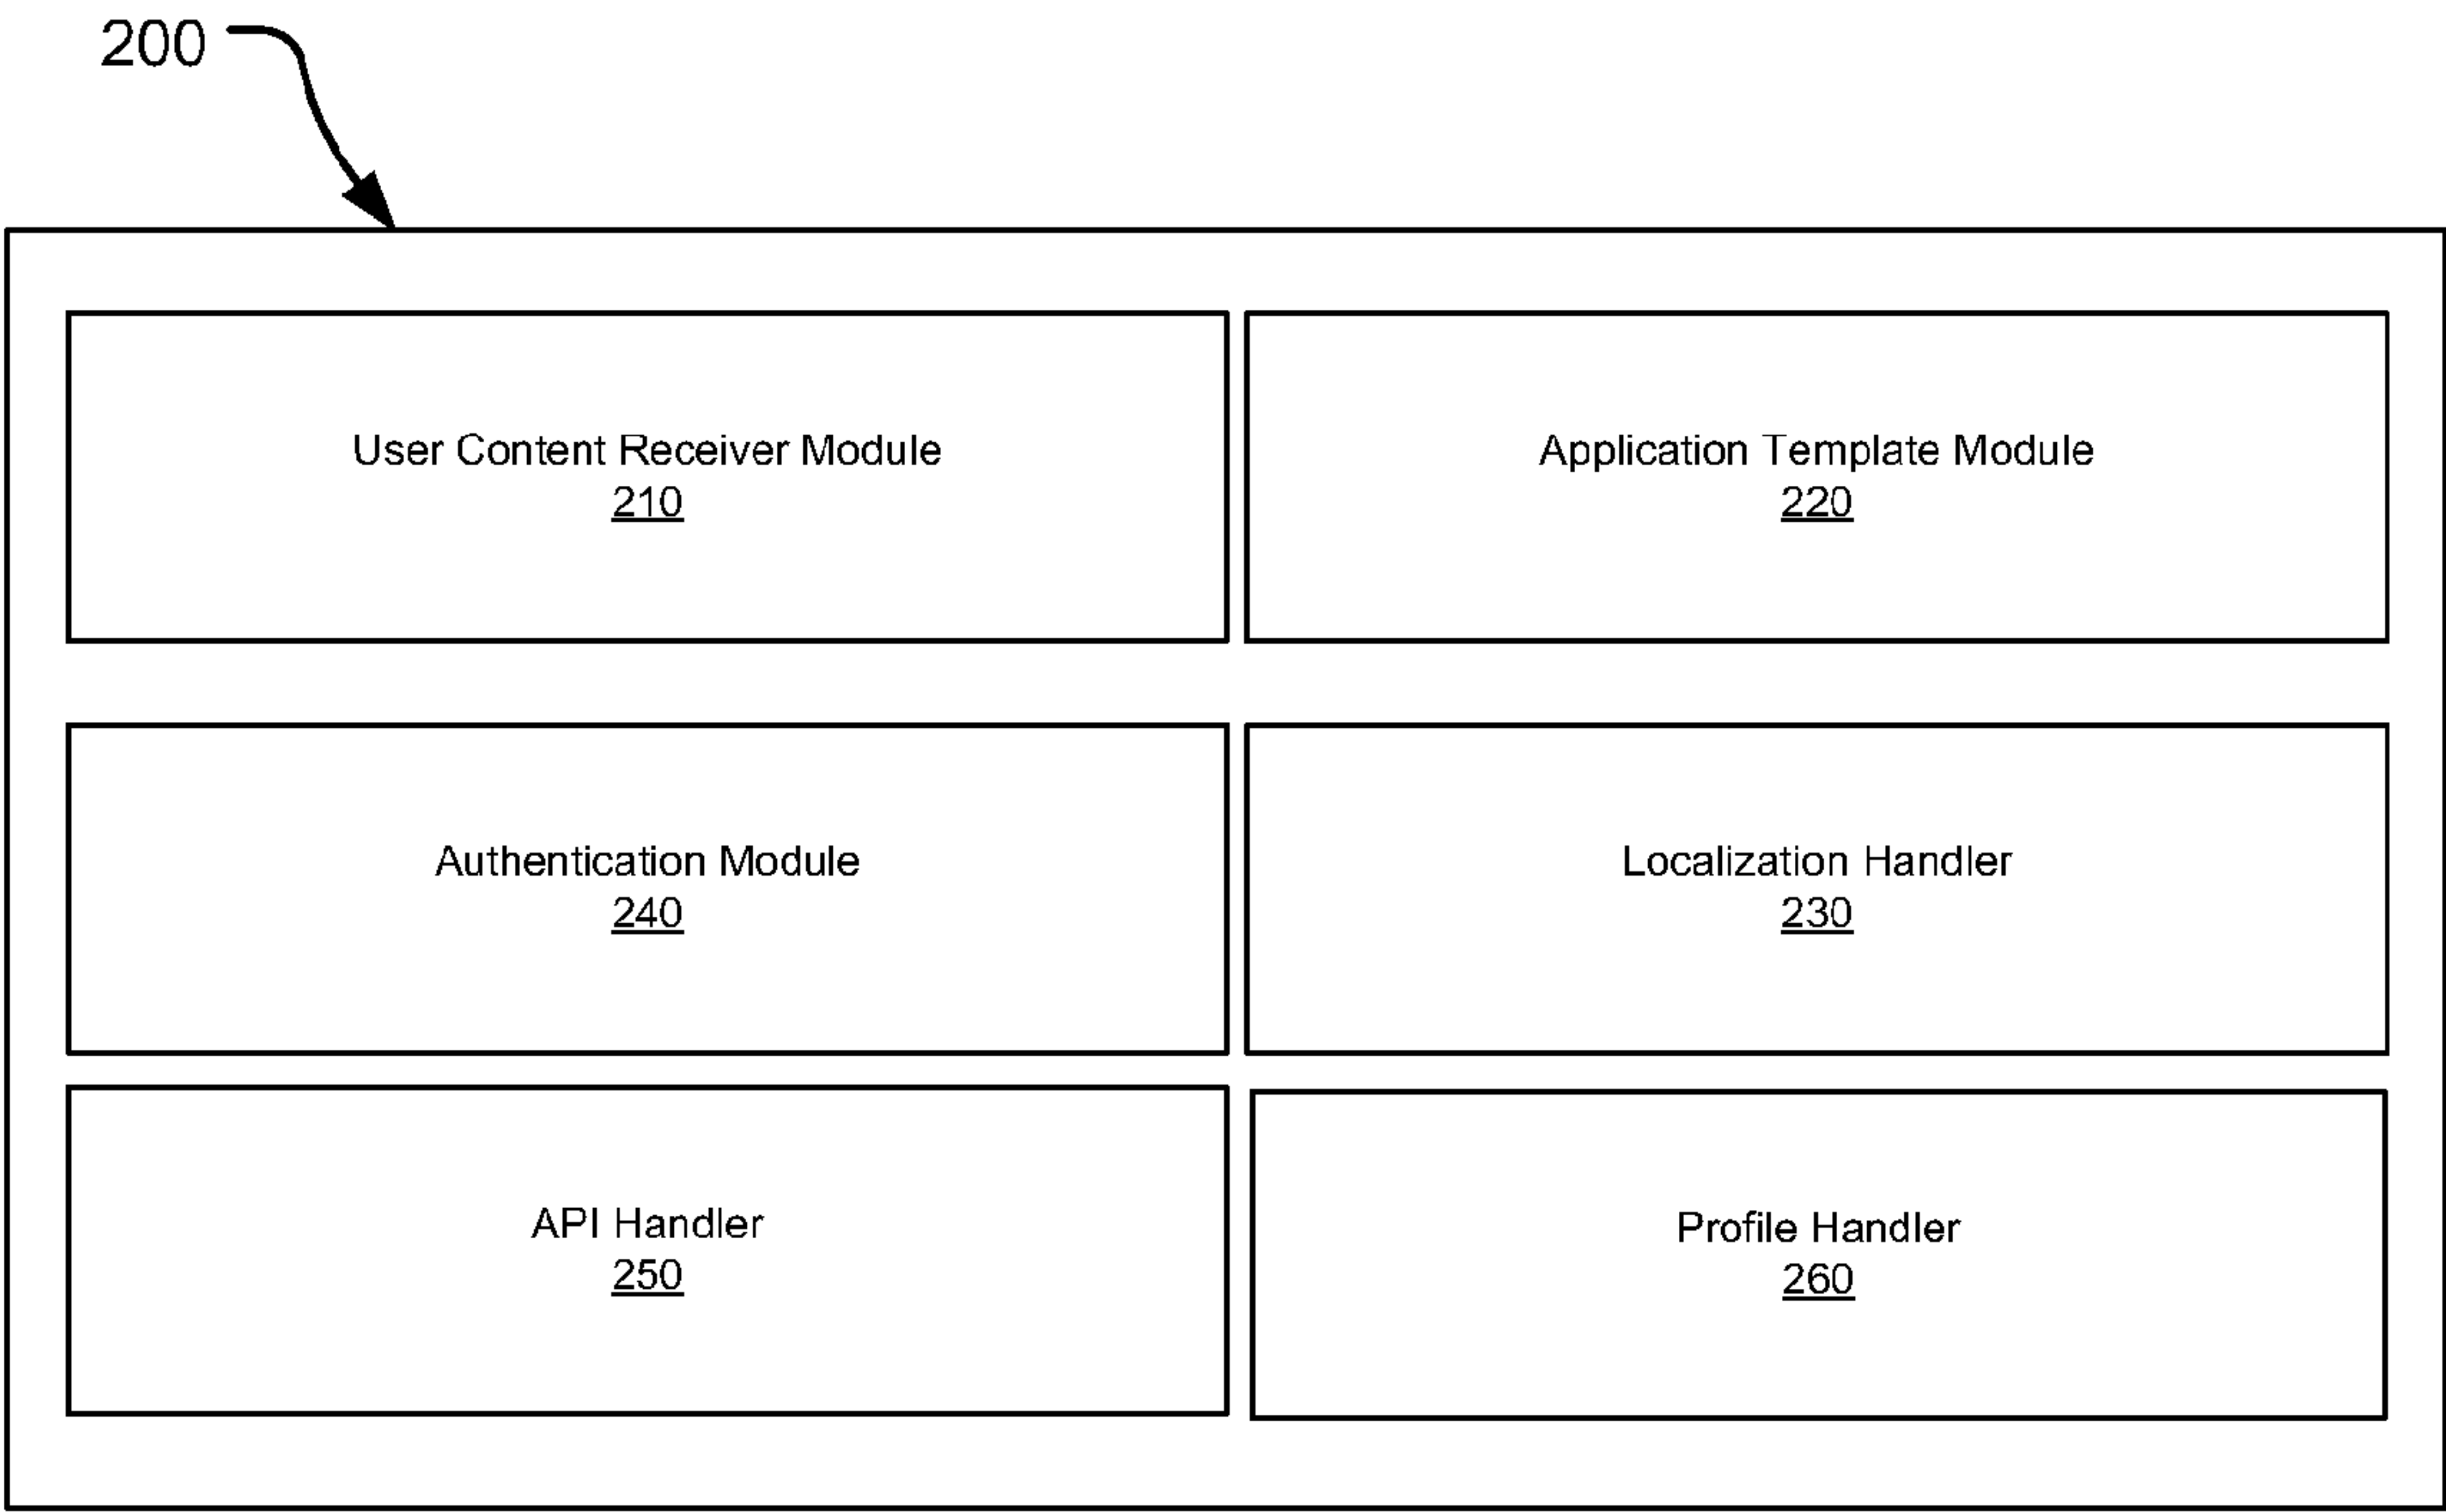 200
User Content Receiver Module
210
Application Template Module
220
Authentication Module
240
Localization Handler
230
API Handler
250
Profile Handler
260